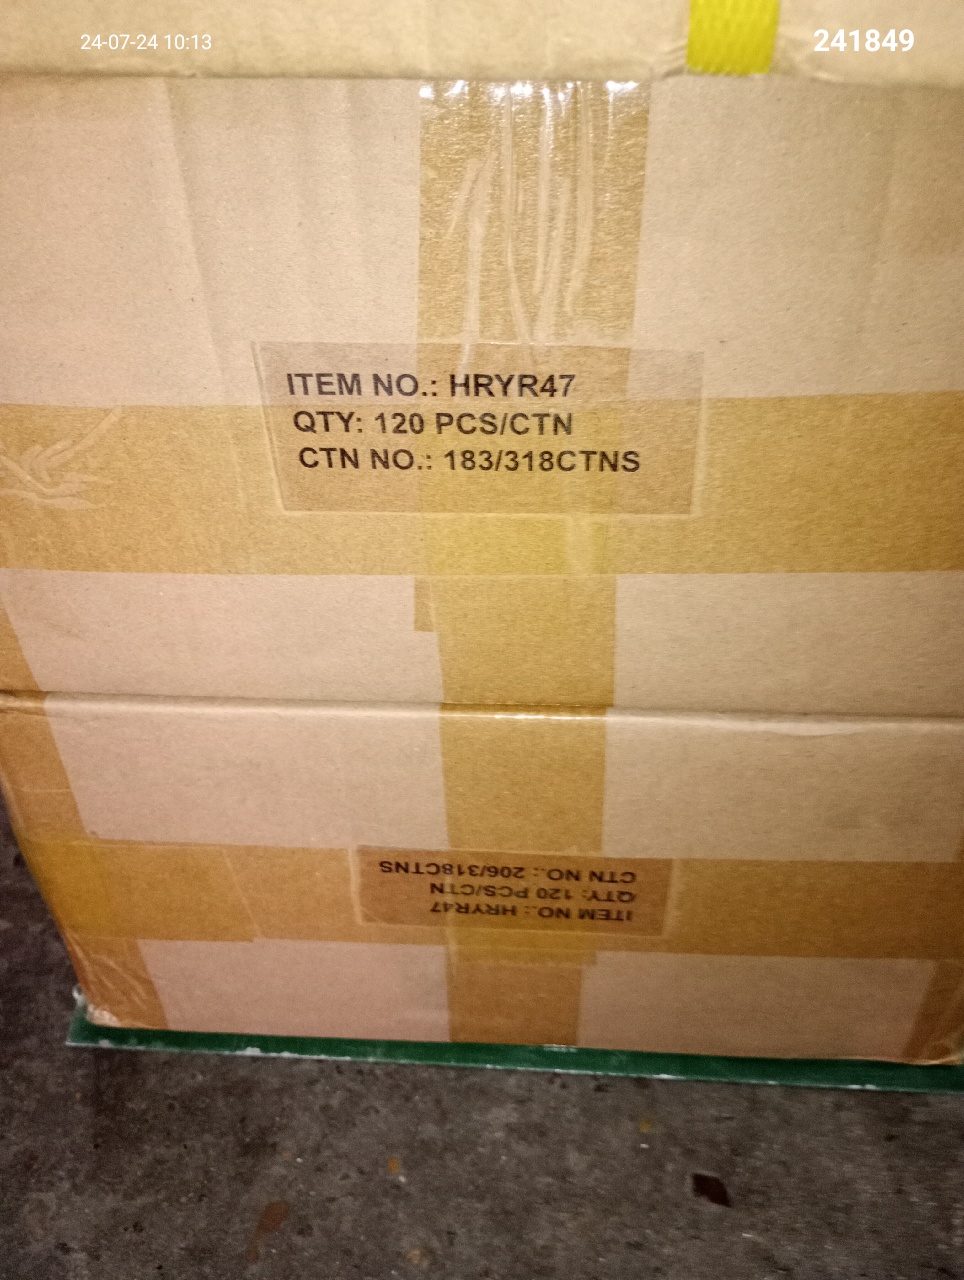 24-07-24 10:13
241849
ITEM NO.: HRYR47
QTY: 120 PCS/CTN
CTN NO.: 183/318CTNS
ITEM NO.: HRYR47
QTY: 120 PCS/CTN
CTN NO.: 206/318CTNS